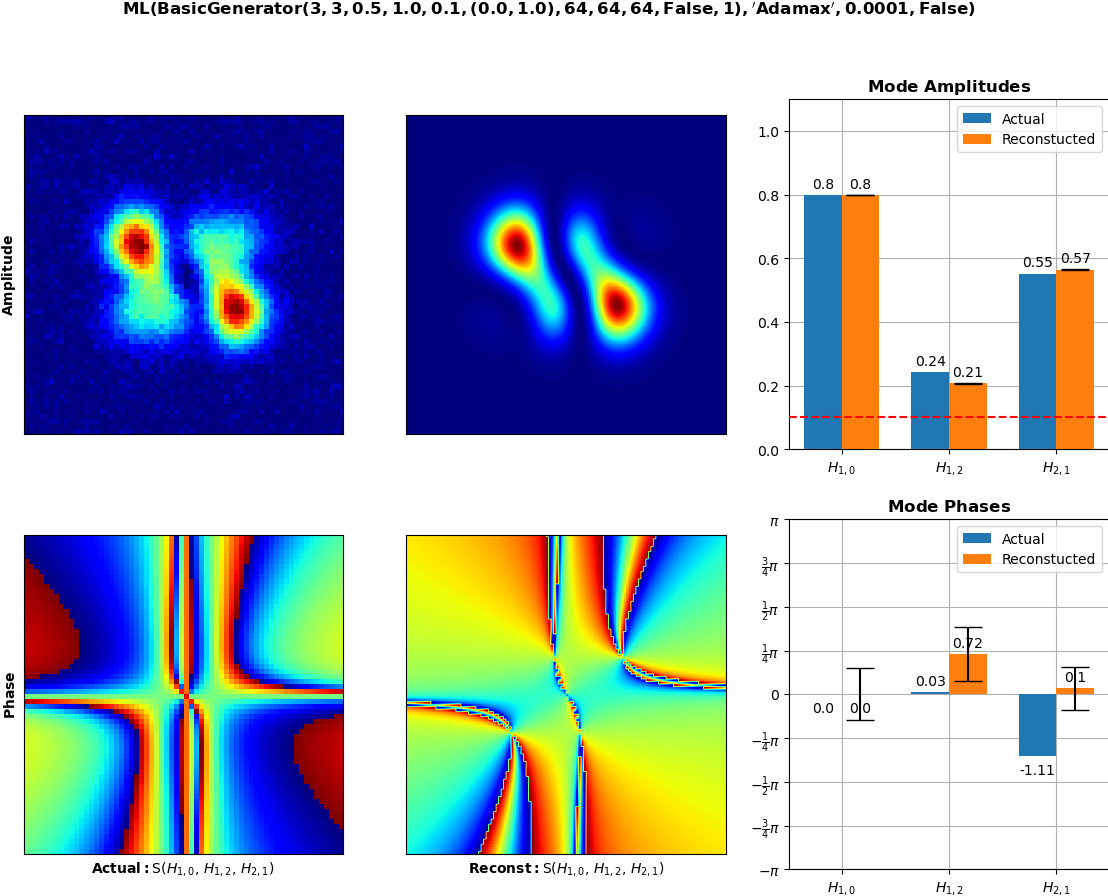 ML(BasicGenerator(3, 3, 0.5, 1.0, 0.1, (0.0, 1.0), 64, 64, 64, False, 1), ′Adamax′, 0.0001, False)
Amplitude
Mode Amplitudes
Actual
Reconstucted
1.0
0.8
0.6
0.4
0.2
0.0
0.8 0.8
0.24 0.21
0.55 0.57
H1, 0 H1, 2 H2, 1
Phase
Actual: S(H1, 0, H1, 2, H2, 1)
Reconst: S(H1, 0, H1, 2, H2, 1)
Mode Phases
Actual
Reconstucted
π
3/4π
1/2π
1/4π
0
−1/4π
−1/2π
−3/4π
−π
0.0 0.0
0.03 0.72
-1.11 0.1
H1, 0 H1, 2 H2, 1